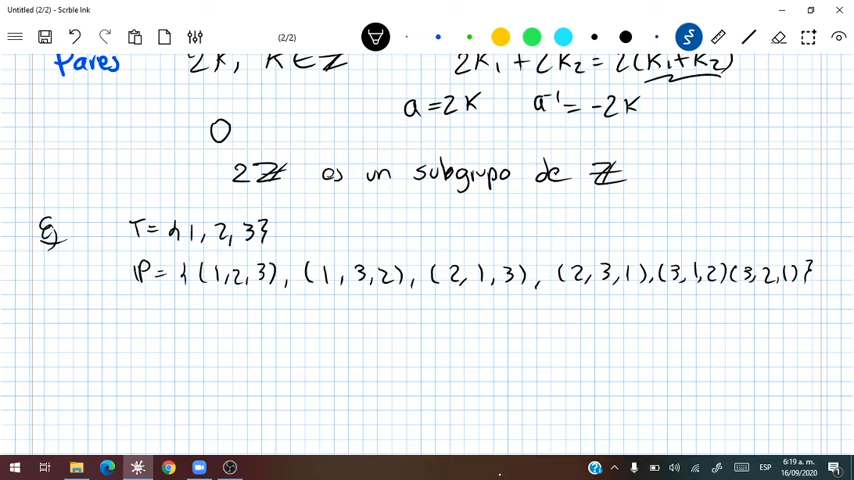 Untitled (2/2) - Scrble Ink
(2/2)
Pares 2K, K ∈ ℤ 2K₁ + 2K₂ = 2(K₁+K₂)
a = 2K a⁻¹ = -2K
0
2ℤ es un subgrupo de ℤ
Ej T = {1, 2, 3}
P = { (1,2,3), (1,3,2), (2,1,3), (2,3,1), (3,1,2) (3,2,1) }
ESP
6:19 a. m.
16/09/2020